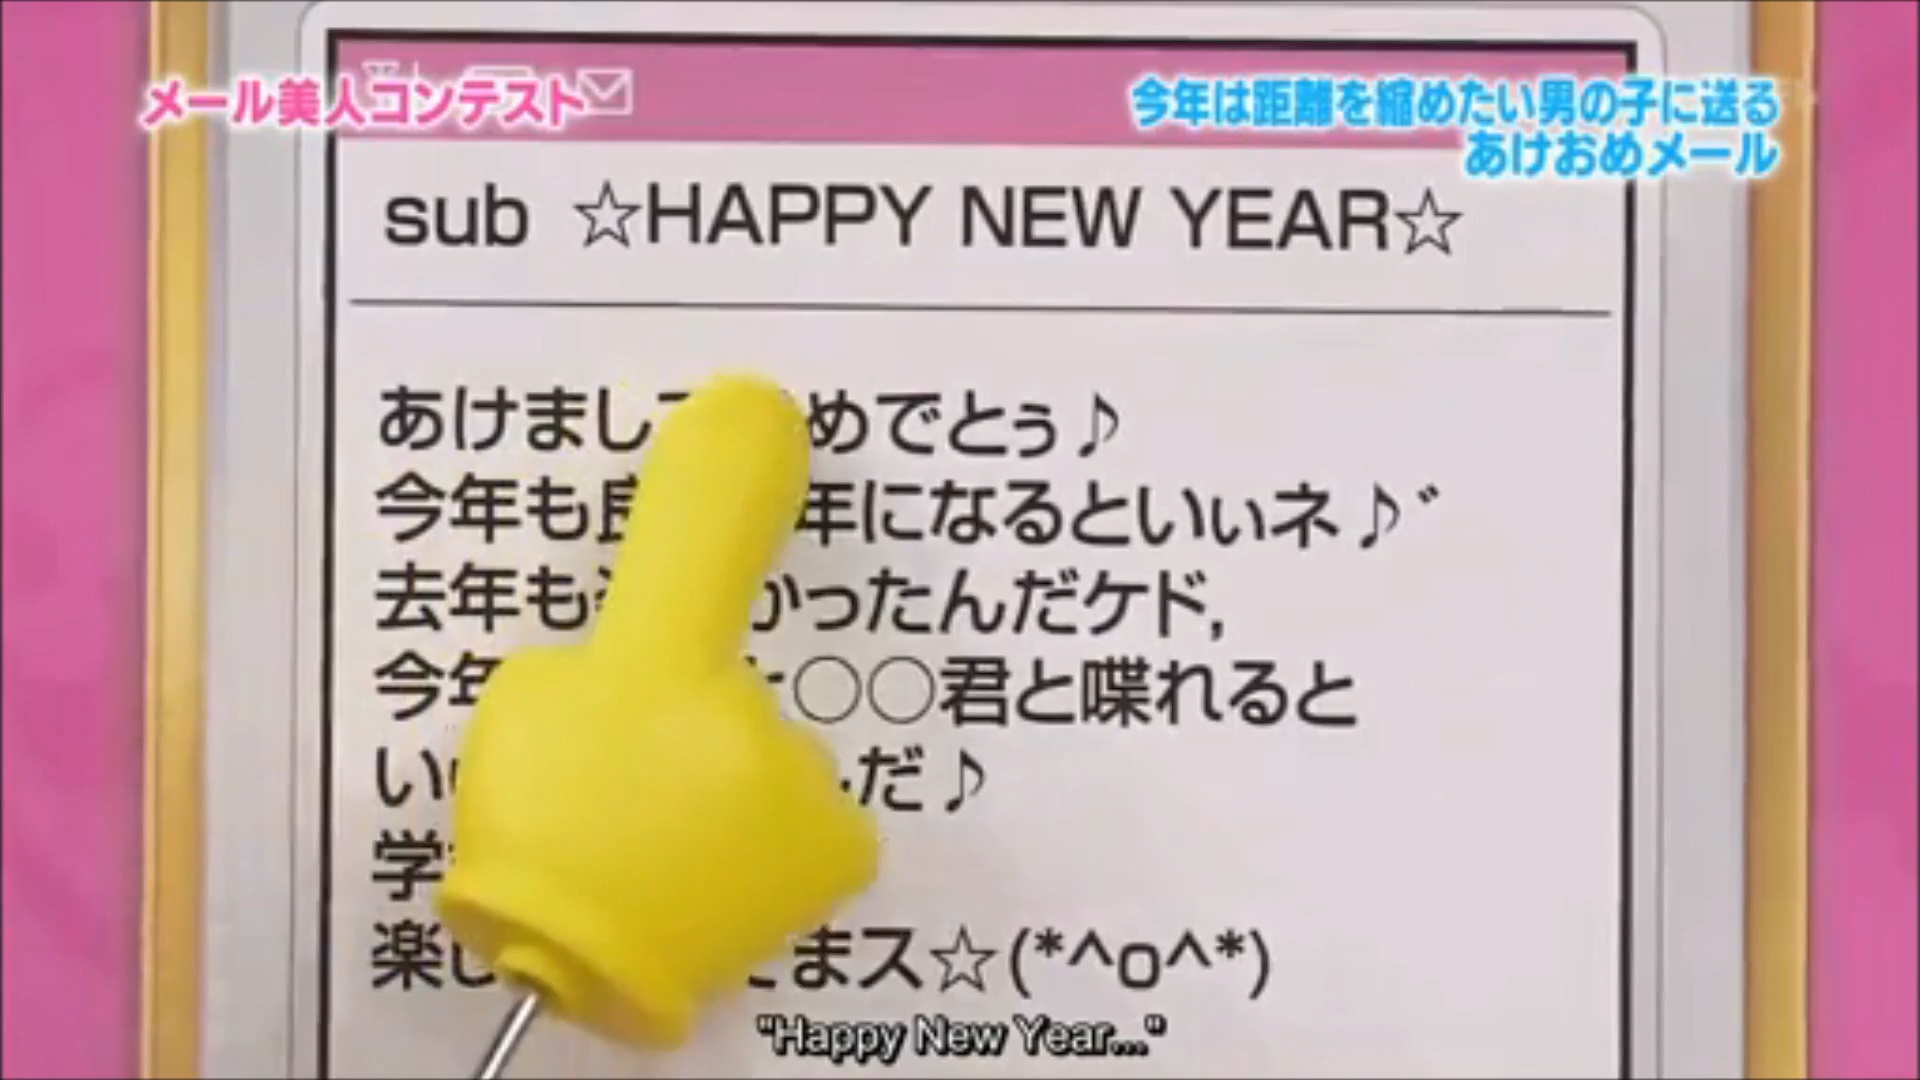 メール美人コンテスト
今年は距離を縮めたい男の子に送る
あけおめメール
sub ☆HAPPY NEW YEAR☆
あけまして めでとぅ♪
今年も良 年になるといぃネ♪゛
去年も かったんだケド,
今年 と○○君と喋れると
い だ♪
学
楽し まス☆(*^o^*)
"Happy New Year..."